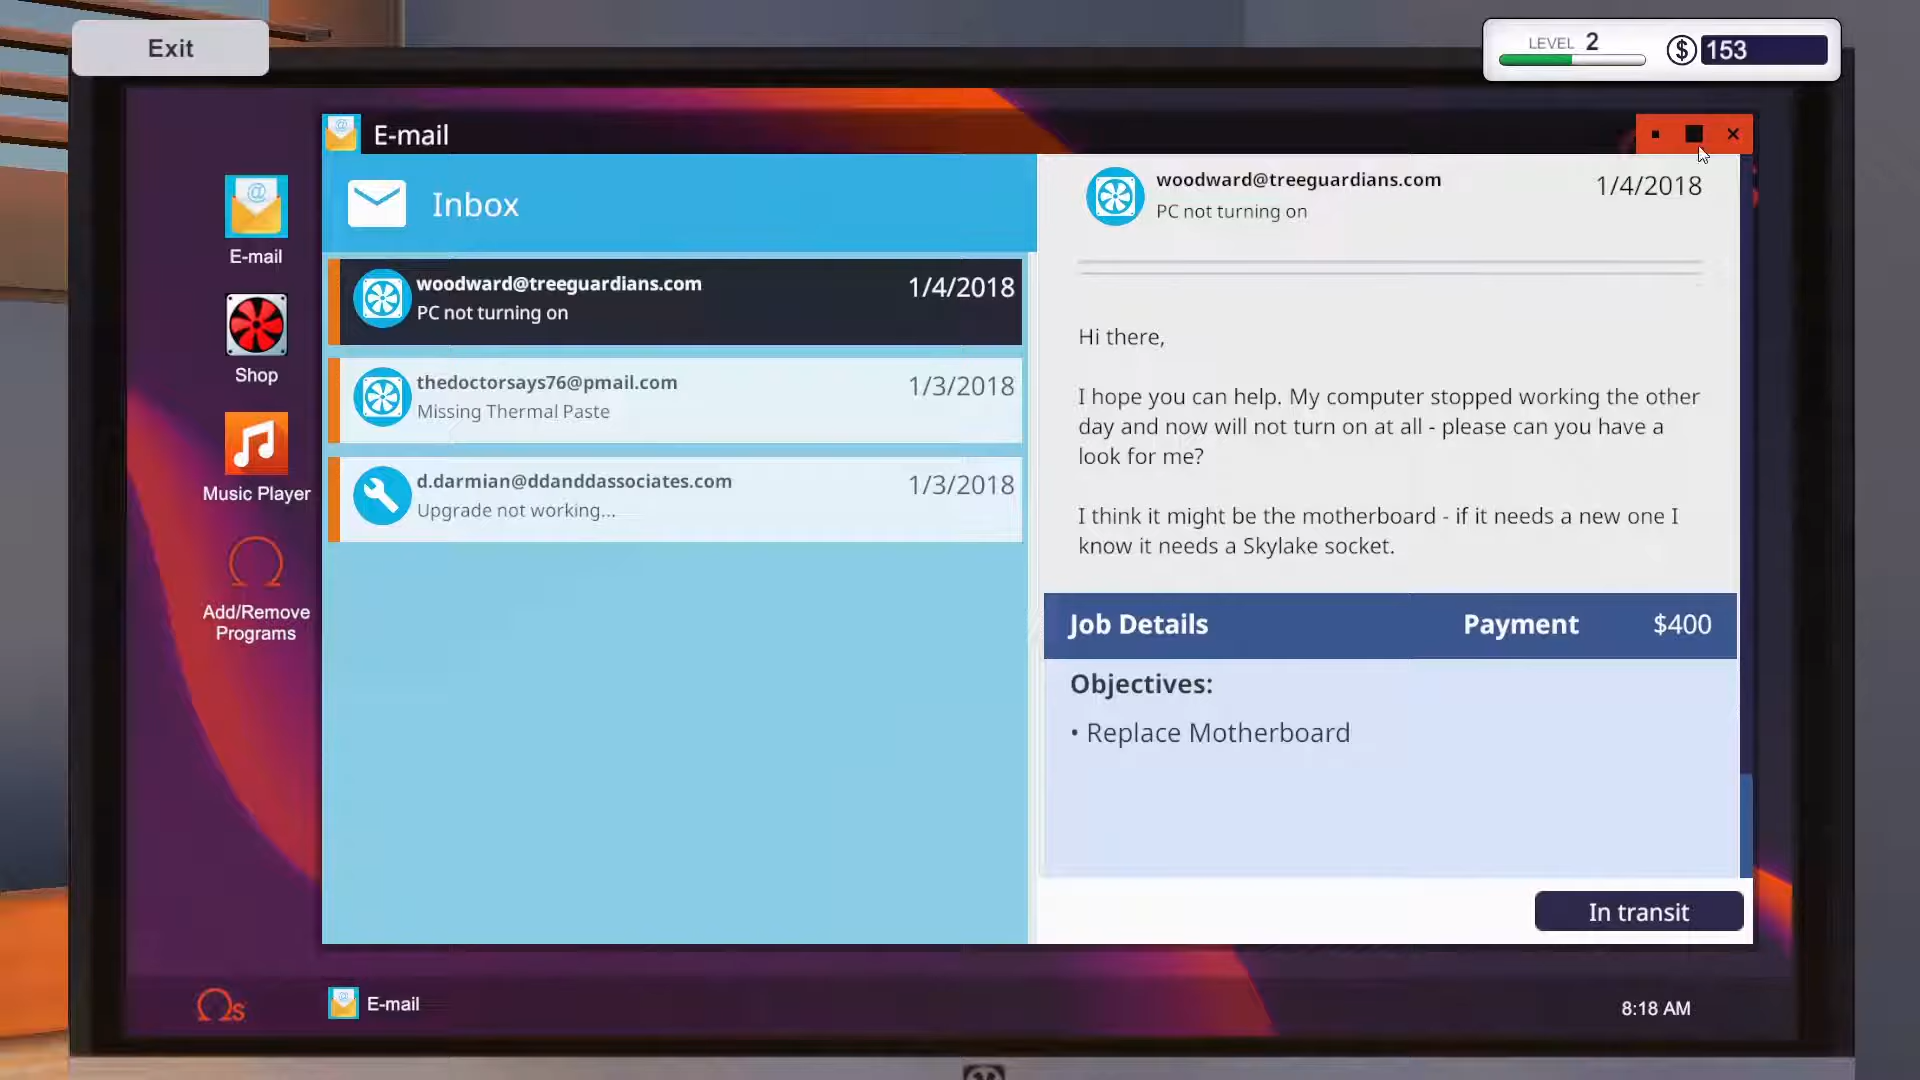 Exit
LEVEL 2
$ 153
E-mail
E-mail
Shop
Music Player
Add/Remove
Programs
Inbox
woodward@treeguardians.com 1/4/2018
PC not turning on
thedoctorsays76@pmail.com 1/3/2018
Missing Thermal Paste
d.darmian@ddanddassociates.com 1/3/2018
Upgrade not working...
woodward@treeguardians.com 1/4/2018
PC not turning on
Hi there,
I hope you can help. My computer stopped working the other
day and now will not turn on at all - please can you have a
look for me?
I think it might be the motherboard - if it needs a new one I
know it needs a Skylake socket.
Job Details Payment $400
Objectives:
• Replace Motherboard
In transit
Ωs
E-mail
8:18 AM